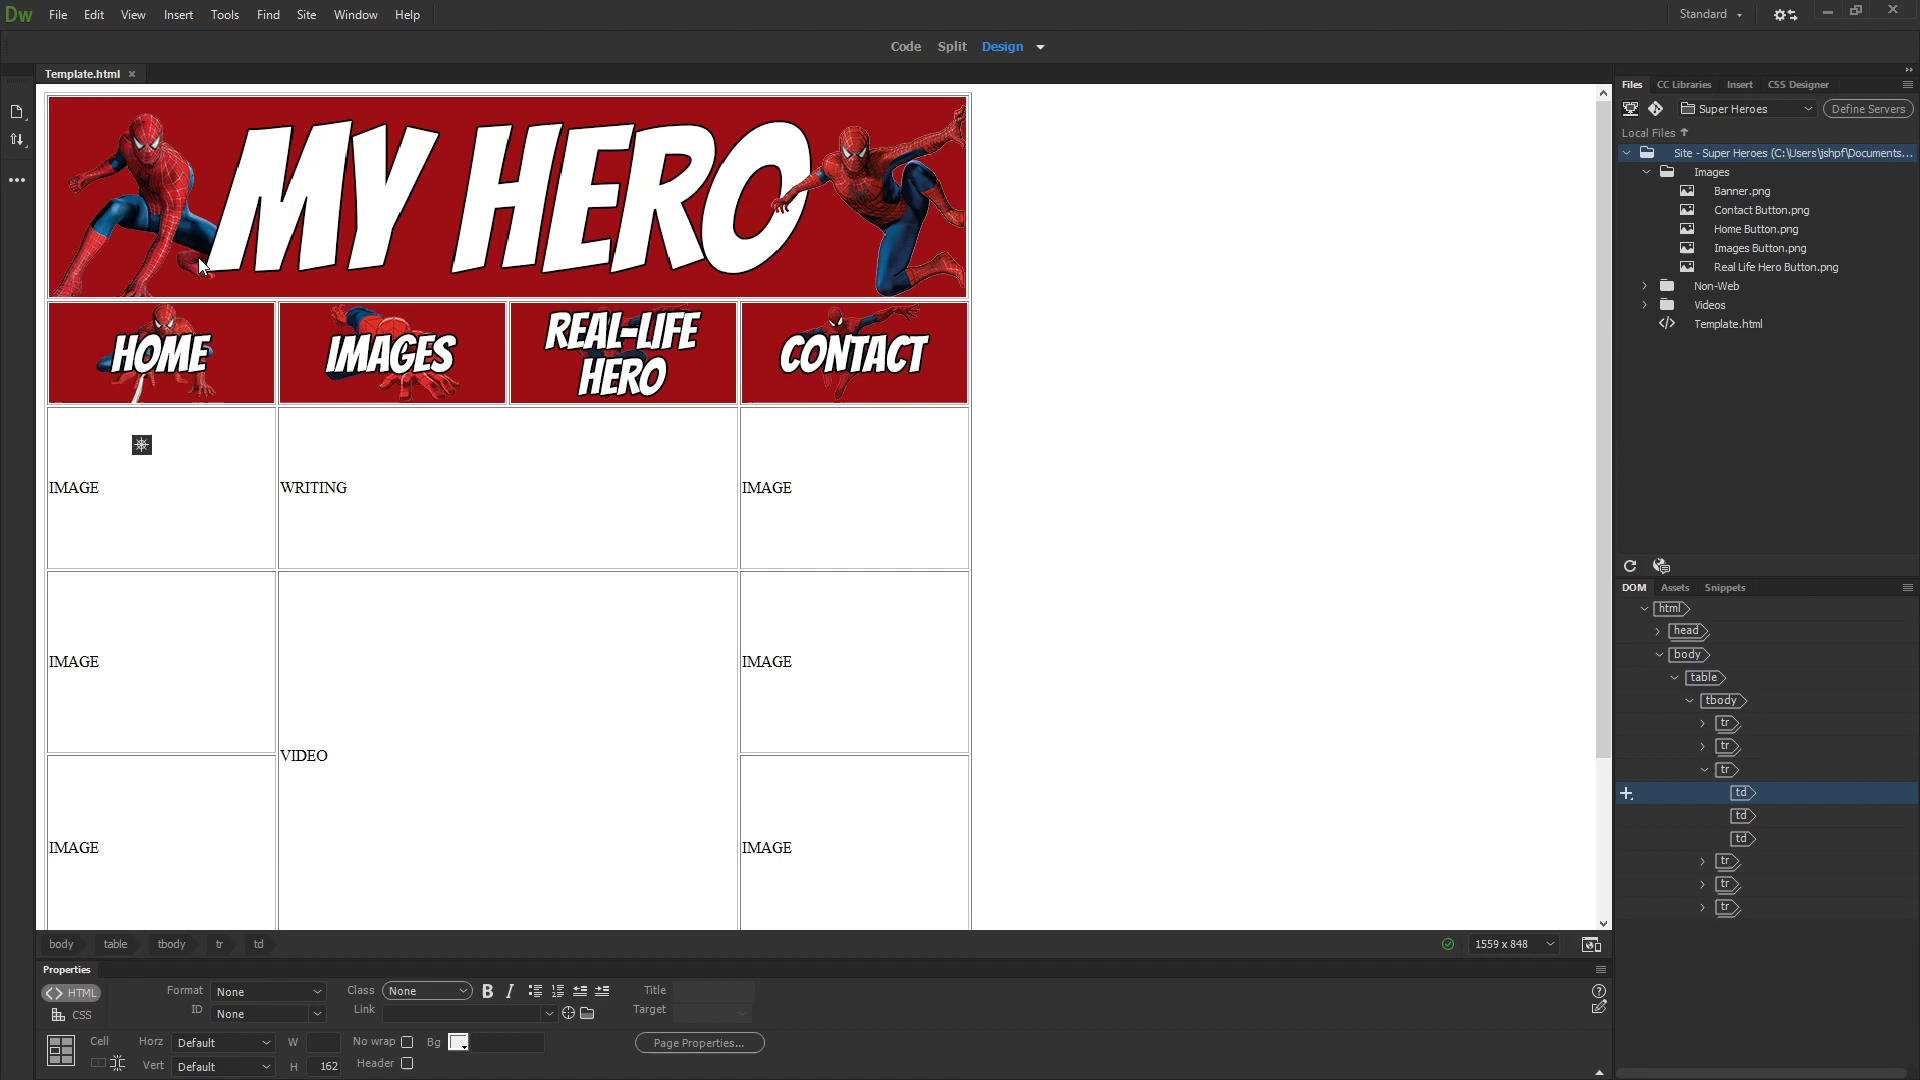 Dw File Edit View Insert Tools Find Site Window Help Standard
Code Split Design
Template.html
Files CC Libraries Insert CSS Designer
Super Heroes Define Servers
Local Files
Site - Super Heroes (C:\Users\jshpf\Documents...
Images
Banner.png
Contact Button.png
Home Button.png
Images Button.png
Real Life Hero Button.png
Non-Web
Videos
Template.html
MY HERO
HOME IMAGES REAL-LIFE HERO CONTACT
IMAGE WRITING IMAGE
IMAGE IMAGE
VIDEO
IMAGE IMAGE
DOM Assets Snippets
html
head
body
table
tbody
tr
tr
tr
td
td
td
tr
tr
tr
body table tbody tr td 1559 x 848
Properties
HTML Format None Class None B I Title
CSS ID None Link Target
Cell Horz Default W No wrap Bg Page Properties...
Vert Default H 162 Header